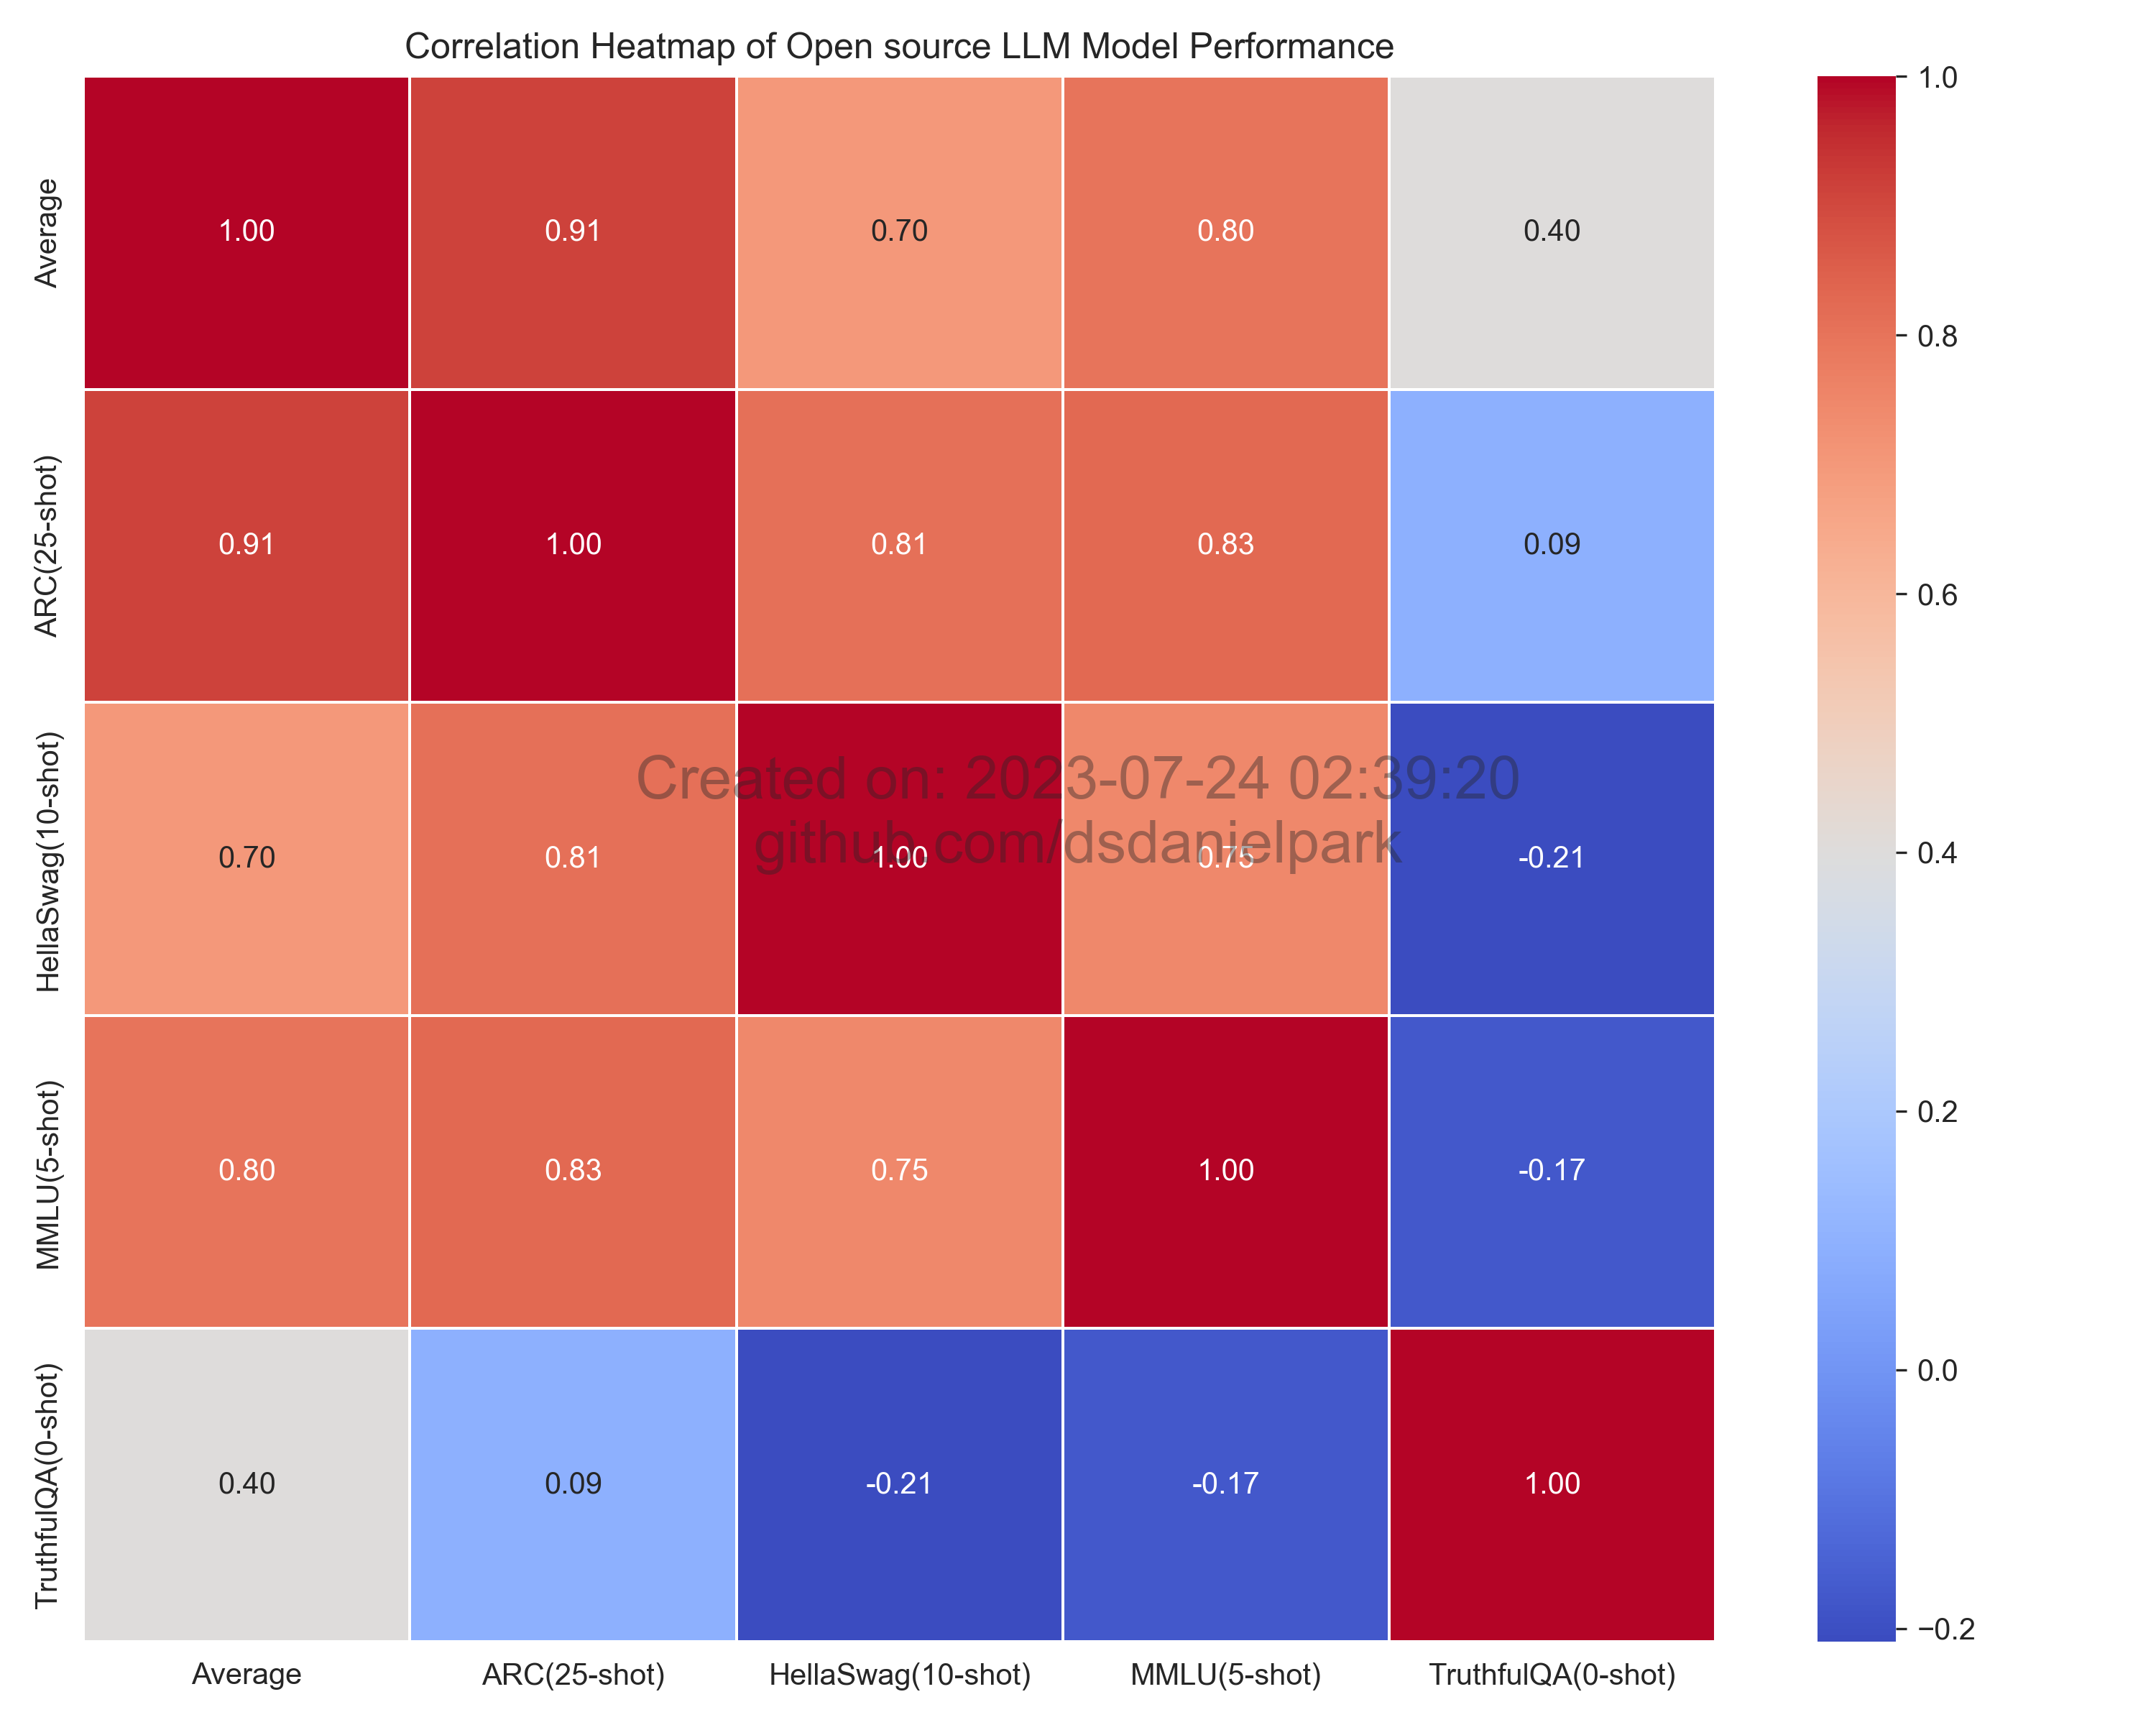 Correlation Heatmap of Open source LLM Model Performance
Average
1.00
0.91
0.70
0.80
0.40
ARC(25-shot)
0.91
1.00
0.81
0.83
0.09
HellaSwag(10-shot)
0.70
0.81
1.00
0.75
-0.21
MMLU(5-shot)
0.80
0.83
0.75
1.00
-0.17
TruthfulQA(0-shot)
0.40
0.09
-0.21
-0.17
1.00
Average
ARC(25-shot)
HellaSwag(10-shot)
MMLU(5-shot)
TruthfulQA(0-shot)
Created on: 2023-07-24 02:39:20
github.com/dsdanielpark
1.0
0.8
0.6
0.4
0.2
0.0
−0.2